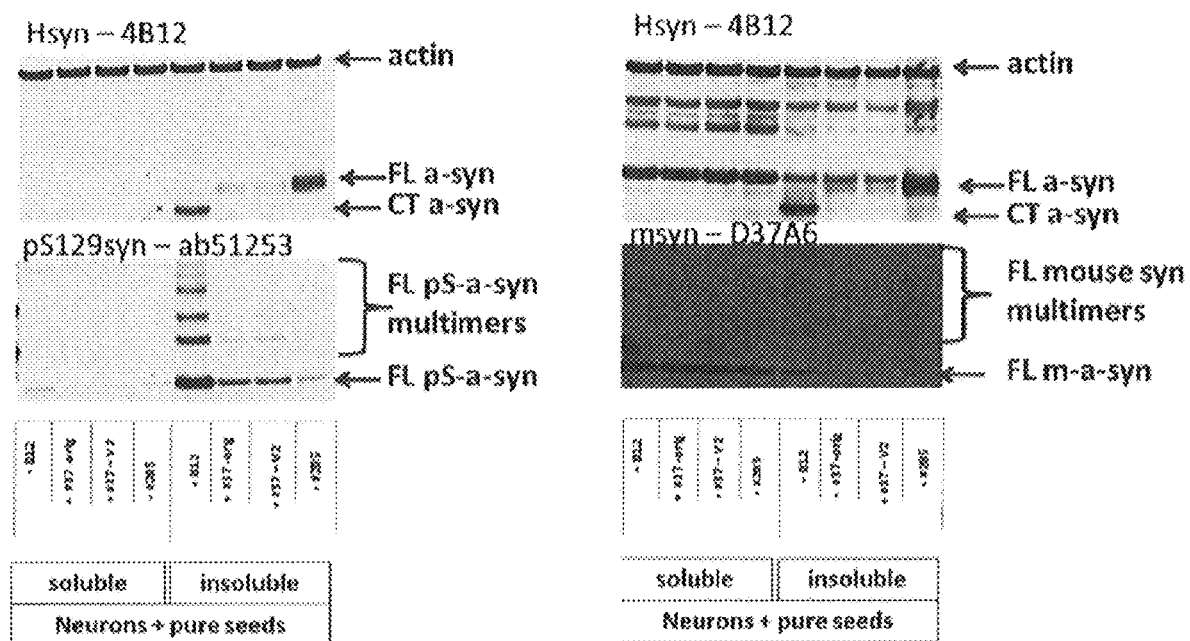 Hsyn – 4B12
actin
FL a-syn
CT a-syn
pS129syn – ab51253
FL pS-a-syn
multimers
FL pS-a-syn
soluble
insoluble
Neurons + pure seeds
Hsyn – 4B12
actin
FL a-syn
CT a-syn
msyn – D37A6
FL mouse syn
multimers
FL m-a-syn
soluble
insoluble
Neurons + pure seeds